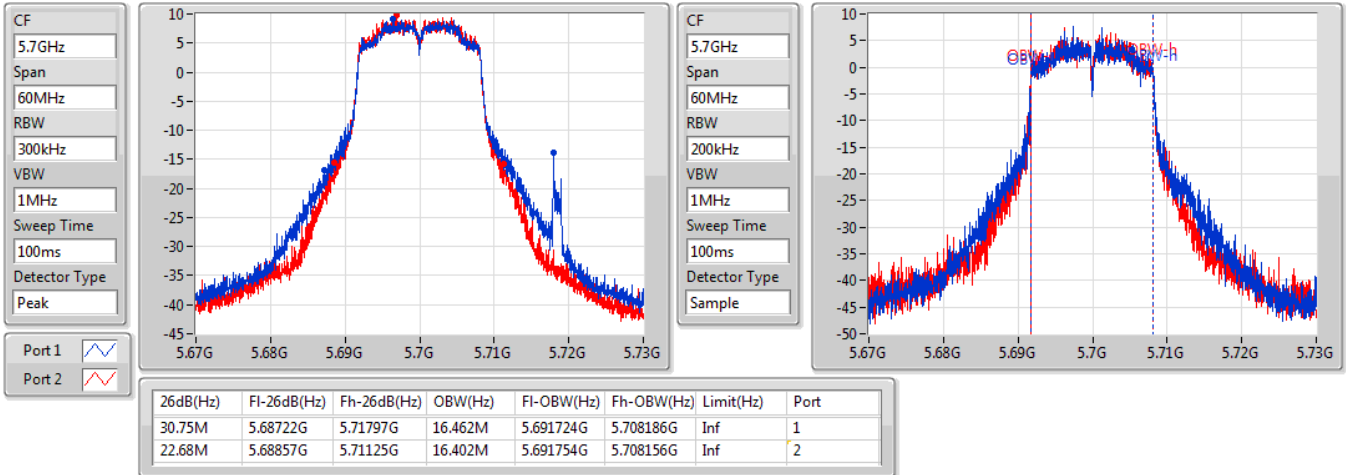 CF
5.7GHz
Span
60MHz
RBW
300kHz
VBW
1MHz
Sweep Time
100ms
Detector Type
Peak
Port 1
Port 2
10
5
0
-5
-10
-15
-20
-25
-30
-35
-40
-45
5.67G 5.68G 5.69G 5.7G 5.71G 5.72G 5.73G
CF
5.7GHz
Span
60MHz
RBW
200kHz
VBW
1MHz
Sweep Time
100ms
Detector Type
Sample
10
5
0
-5
-10
-15
-20
-25
-30
-35
-40
-45
-50
5.67G 5.68G 5.69G 5.7G 5.71G 5.72G 5.73G
26dB(Hz) Fl-26dB(Hz) Fh-26dB(Hz) OBW(Hz) Fl-OBW(Hz) Fh-OBW(Hz) Limit(Hz) Port
30.75M 5.68722G 5.71797G 16.462M 5.691724G 5.708186G Inf 1
22.68M 5.68857G 5.71125G 16.402M 5.691754G 5.708156G Inf 2